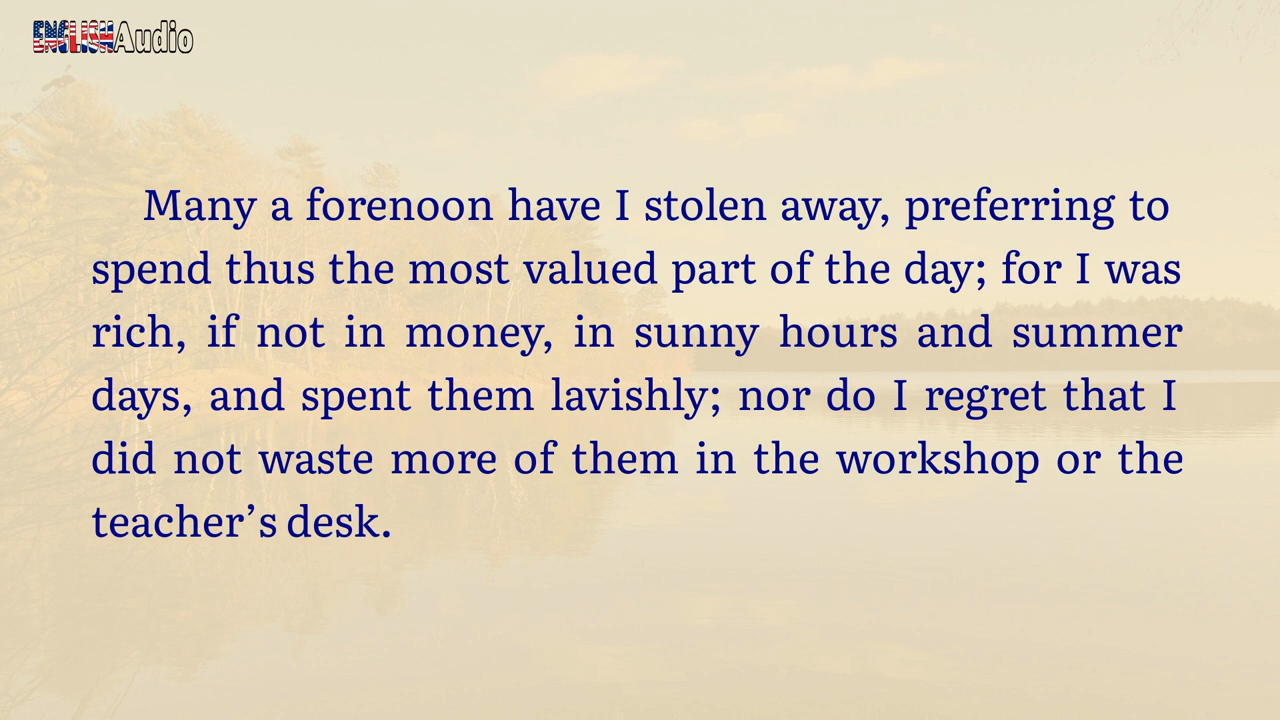 ENGLISHAudio
Many a forenoon have I stolen away, preferring to
spend thus the most valued part of the day; for I was
rich, if not in money, in sunny hours and summer
days, and spent them lavishly; nor do I regret that I
did not waste more of them in the workshop or the
teacher’s desk.